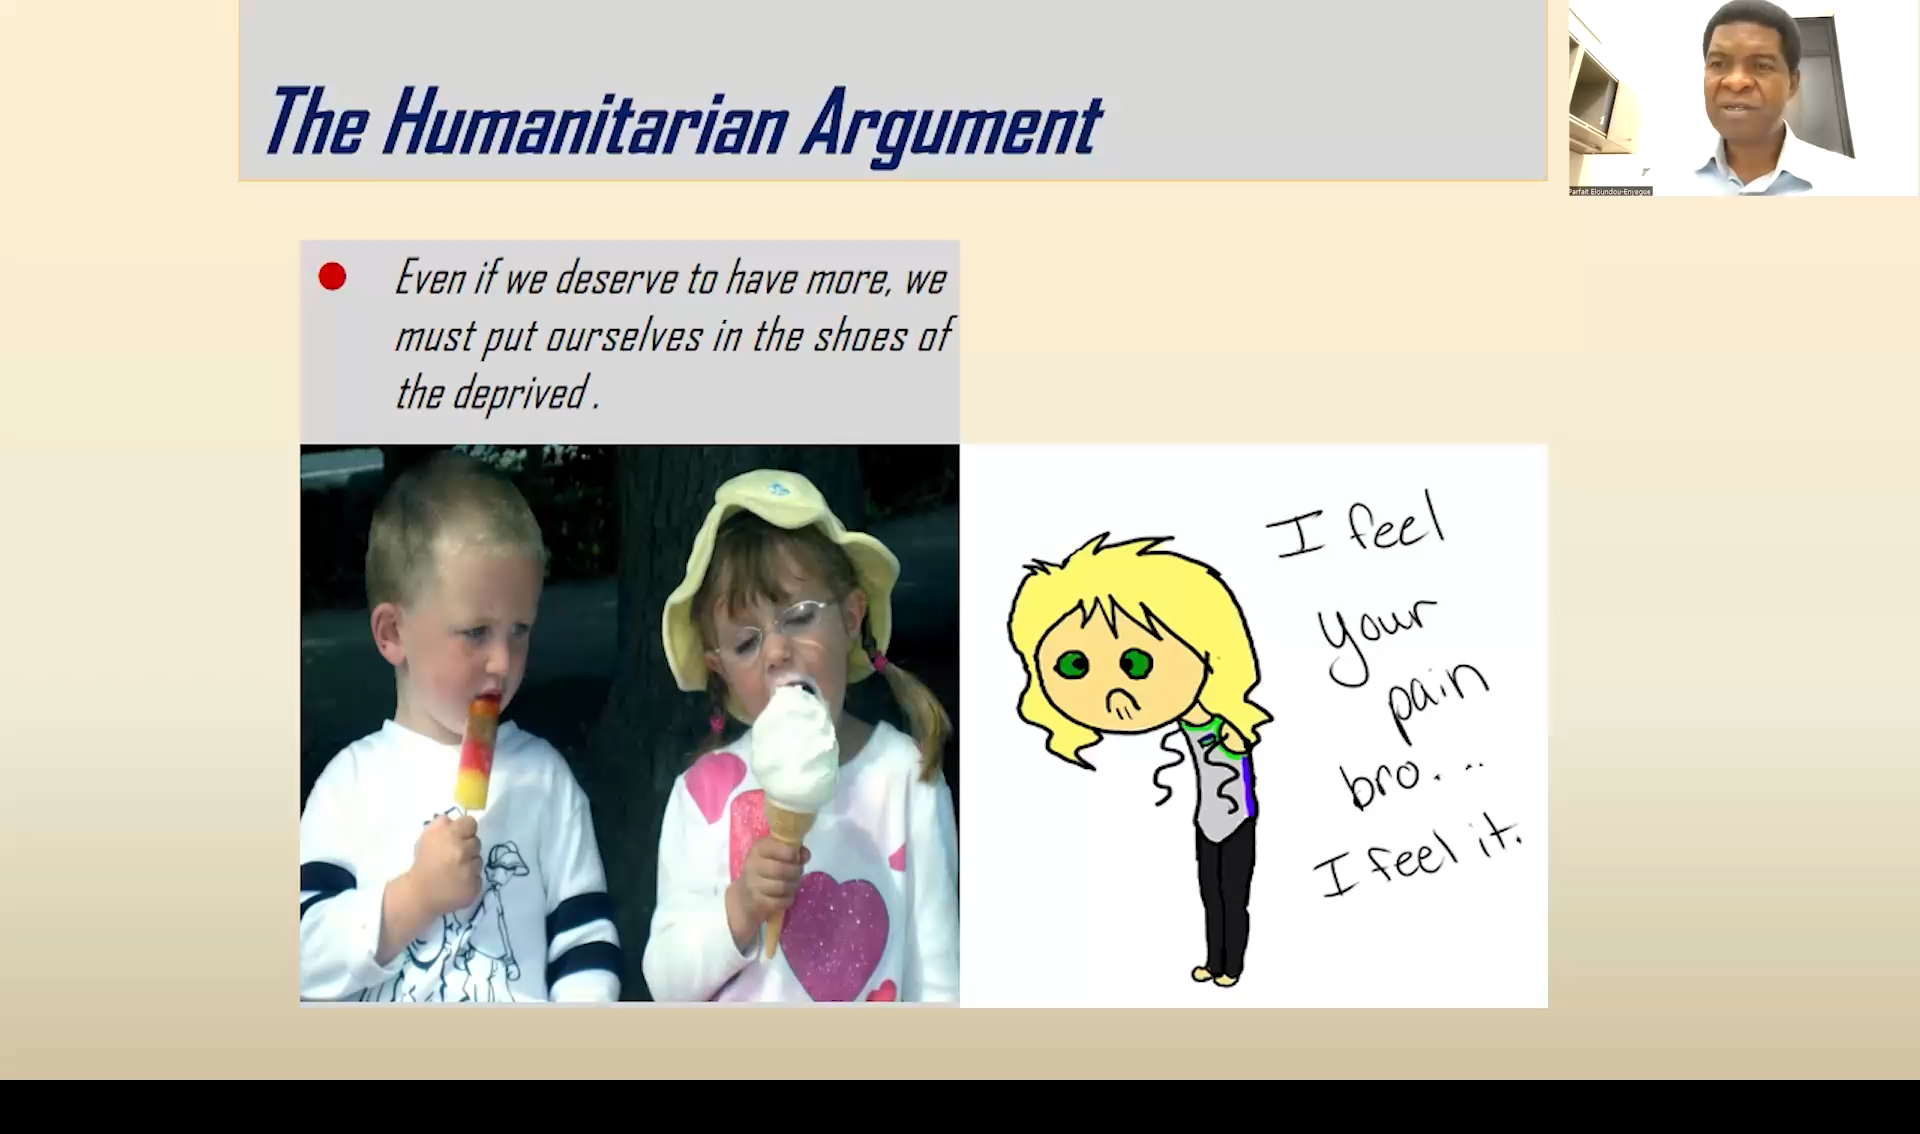 The Humanitarian Argument
Parfait Eloundou-Enyegue
Even if we deserve to have more, we
must put ourselves in the shoes of
the deprived .
I feel
your
pain
bro. ..
I feel it.